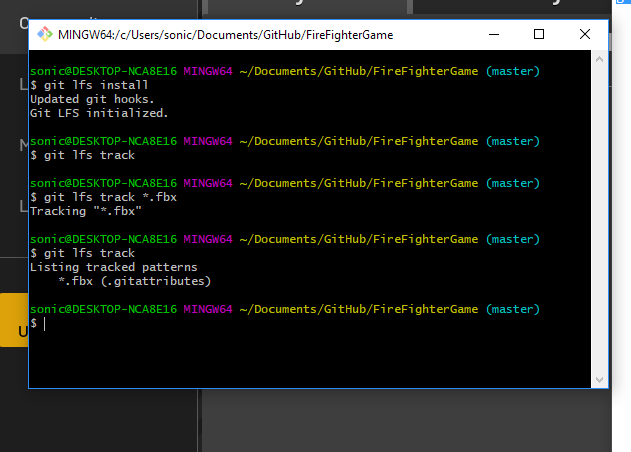 MINGW64:/c/Users/sonic/Documents/GitHub/FireFighterGame
sonic@DESKTOP-NCA8E16 MINGW64 ~/Documents/GitHub/FireFighterGame (master)
$ git lfs install
Updated git hooks.
Git LFS initialized.
sonic@DESKTOP-NCA8E16 MINGW64 ~/Documents/GitHub/FireFighterGame (master)
$ git lfs track
sonic@DESKTOP-NCA8E16 MINGW64 ~/Documents/GitHub/FireFighterGame (master)
$ git lfs track *.fbx
Tracking "*.fbx"
sonic@DESKTOP-NCA8E16 MINGW64 ~/Documents/GitHub/FireFighterGame (master)
$ git lfs track
Listing tracked patterns
    *.fbx (.gitattributes)
sonic@DESKTOP-NCA8E16 MINGW64 ~/Documents/GitHub/FireFighterGame (master)
$